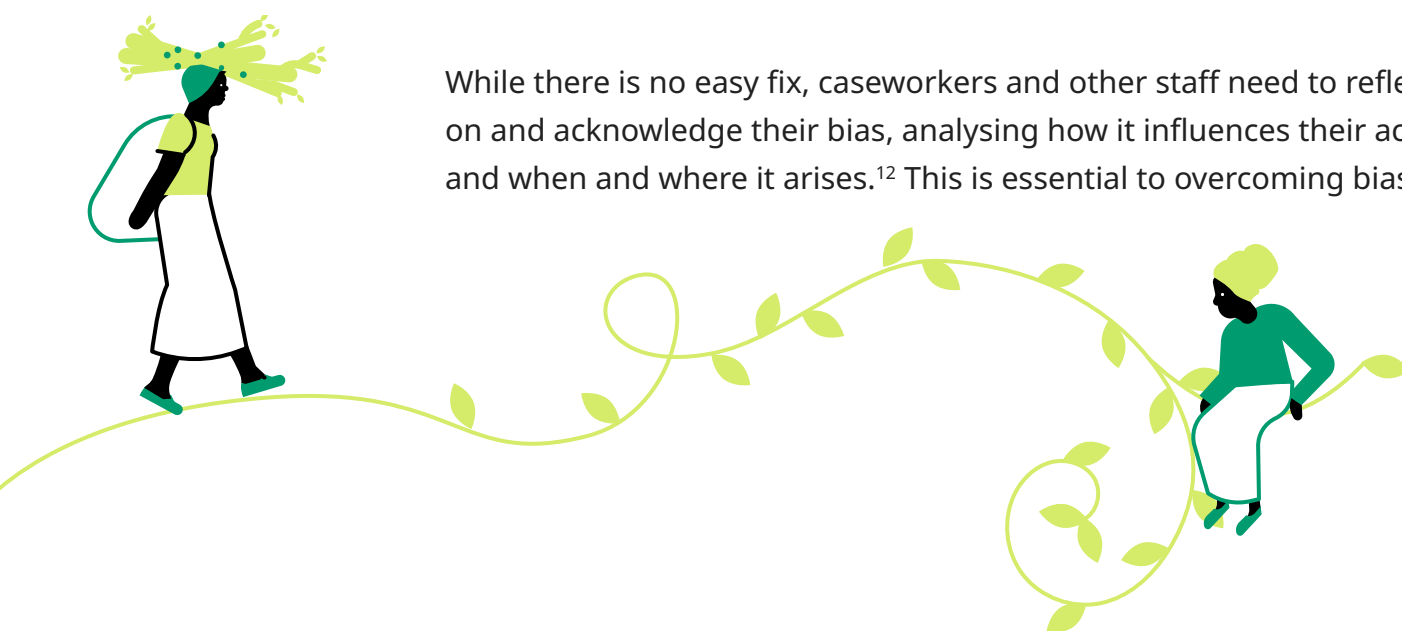 While there is no easy fix, caseworkers and other staff need to
on and acknowledge their bias, analysing how it influences their
and when and where it arises.¹² This is essential to overcoming